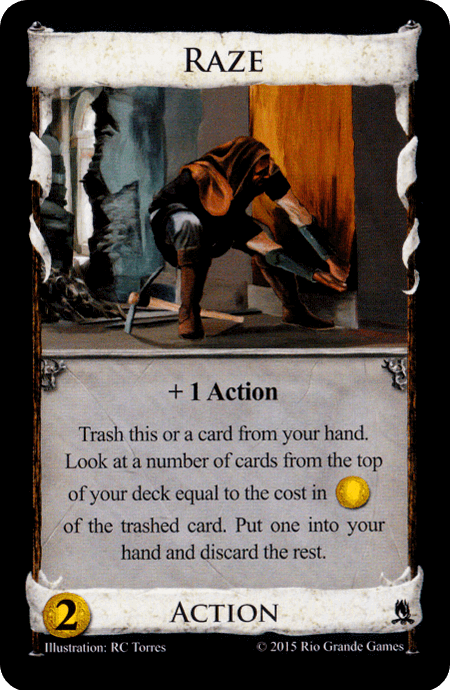 RAZE
+ 1 Action
Trash this or a card from your hand.
Look at a number of cards from the top
of your deck equal to the cost in
of the trashed card. Put one into your
hand and discard the rest.
2 ACTION
Illustration: RC Torres © 2015 Rio Grande Games